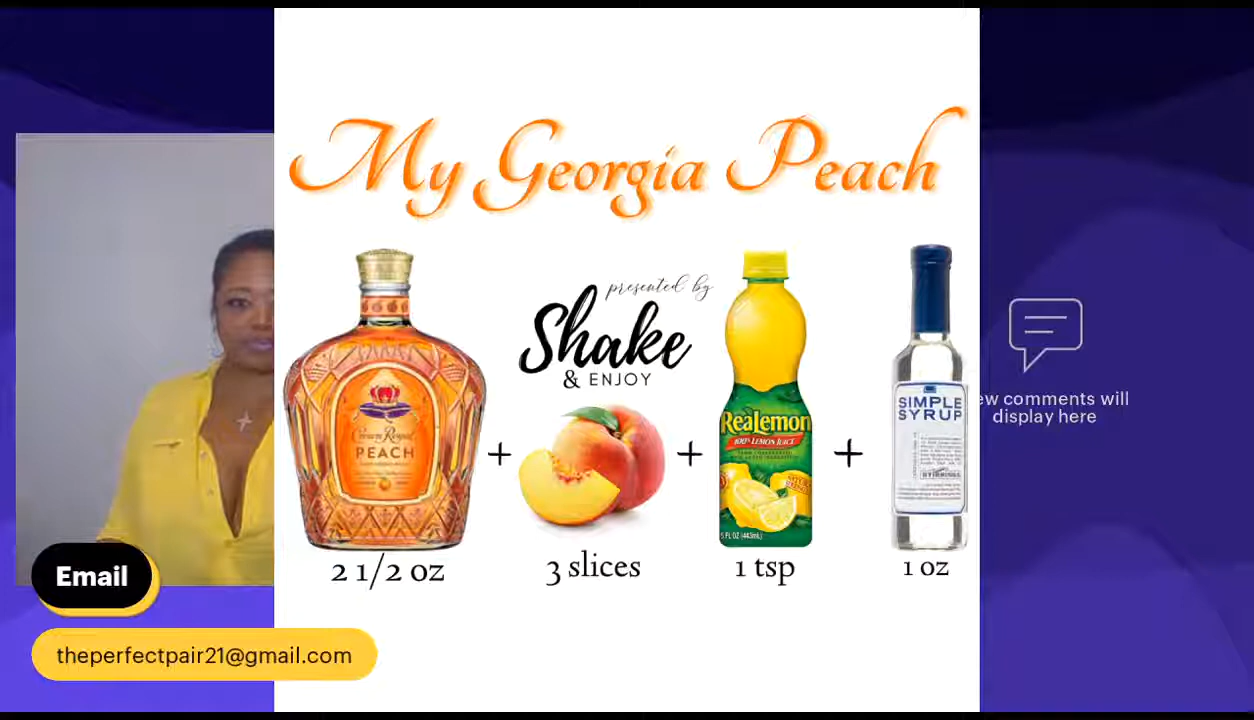 My Georgia Peach
presented by
Shake
& ENJOY
Crown Royal
PEACH
ReaLemon
100% LEMON JUICE
SIMPLE
SYRUP
+
+
+
2 1/2 oz
3 slices
1 tsp
1 oz
ew comments will
display here
Email
theperfectpair21@gmail.com